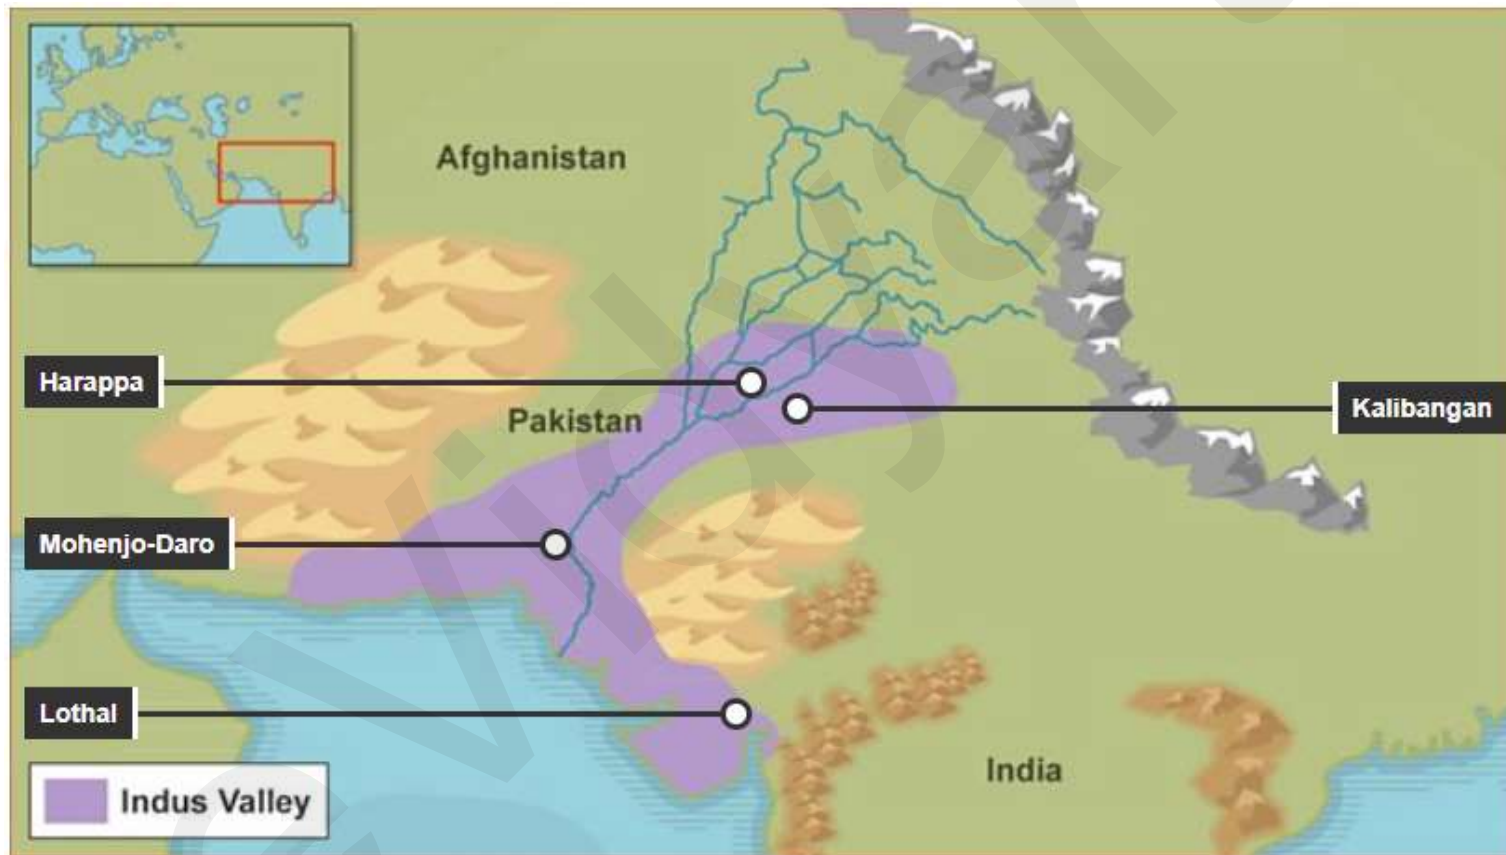 Afghanistan
Harappa
Pakistan
Kalibangan
Mohenjo-Daro
Lothal
India
Indus Valley